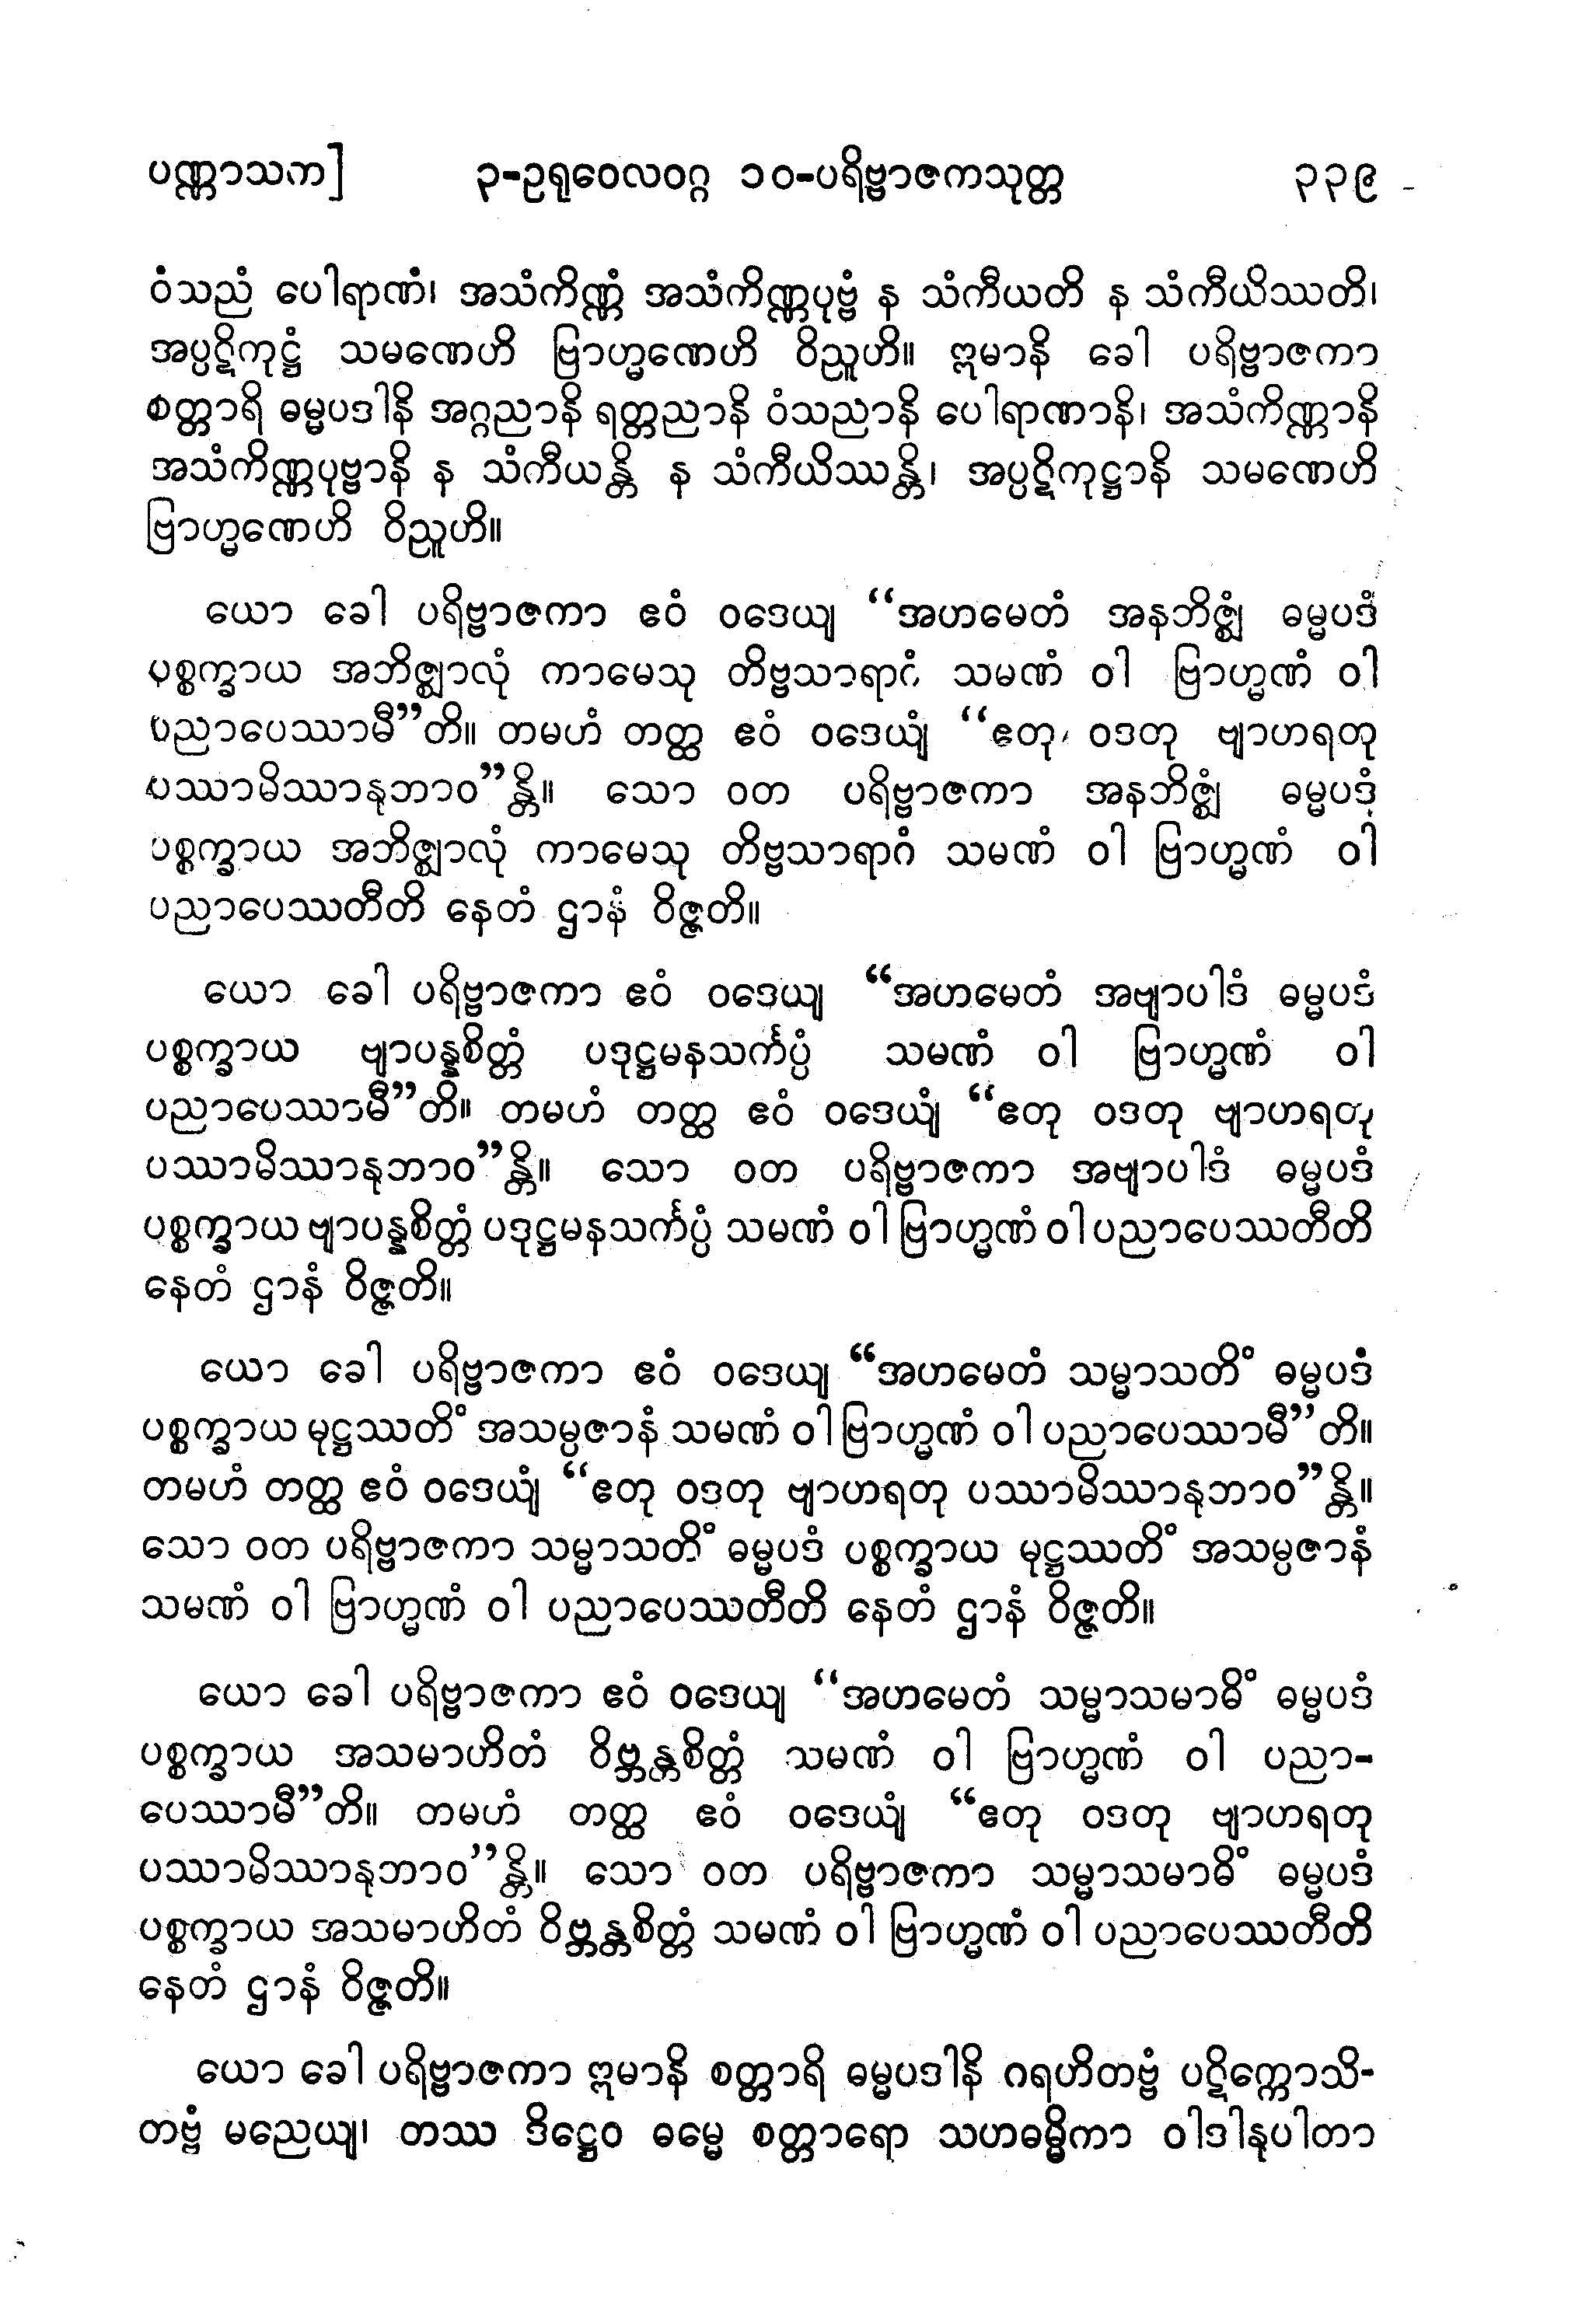 ပဏ္ဏာသက]	၃-ဥရုဝေလဝဂ္ဂ ၁၀-ပရိဗ္ဗာဇကသုတ္တ	၃၃၉
ဝံသညံ ပေါရာဏံ၊ အသံကိဏ္ဏံ အသံကိဏ္ဏပုဗ္ဗံ န သံကီယတိ န သံကီယိဿတိ၊
အပ္ပဋိကုဋ္ဌံ သမဏေဟိ ဗြာဟ္မဏေဟိ ဝိညူဟိ။ ဣမာနိ ခေါ ပရိဗ္ဗာဇကာ
စတ္တာရိ ဓမ္မပဒါနိ အဂ္ဂညာနိ ရတ္တညာနိ ဝံသညာနိ ပေါရာဏာနိ၊ အသံကိဏ္ဏာနိ
အသံကိဏ္ဏပုဗ္ဗာနိ န သံကီယန္တိ န သံကီယိဿန္တိ၊ အပ္ပဋိကုဋ္ဌာနိ သမဏေဟိ
ဗြာဟ္မဏေဟိ ဝိညူဟိ။
ယော ခေါ ပရိဗ္ဗာဇကာ ဧဝံ ဝဒေယျ “အဟမေတံ အနဘိဇ္ဈံ ဓမ္မပဒံ
ပစ္စက္ခာယ အဘိဇ္ဈာလုံ ကာမေသု တိဗ္ဗသာရာဂံ သမဏံ ဝါ ဗြာဟ္မဏံ ဝါ
ပညာပေဿာမီ”တိ။ တမဟံ တတ္ထ ဧဝံ ဝဒေယျံ “ဧတု၊ ဝဒတု ဗျာဟရတု
ပဿာမိဿာနုဘာဝ”န္တိ။ သော ဝတ ပရိဗ္ဗာဇကာ အနဘိဇ္ဈံ ဓမ္မပဒံ
ပစ္စက္ခာယ အဘိဇ္ဈာလုံ ကာမေသု တိဗ္ဗသာရာဂံ သမဏံ ဝါ ဗြာဟ္မဏံ ဝါ
ပညာပေဿတီတိ နေတံ ဌာနံ ဝိဇ္ဇတိ။
ယော ခေါ ပရိဗ္ဗာဇကာ ဧဝံ ဝဒေယျ “အဟမေတံ အဗျာပါဒံ ဓမ္မပဒံ
ပစ္စက္ခာယ ဗျာပန္နစိတ္တံ ပဒုဋ္ဌမနသင်္ကပ္ပံ သမဏံ ဝါ ဗြာဟ္မဏံ ဝါ
ပညာပေဿာမီ”တိ။ တမဟံ တတ္ထ ဧဝံ ဝဒေယျံ “ဧတု ဝဒတု ဗျာဟရတု
ပဿာမိဿာနုဘာဝ”န္တိ။ သော ဝတ ပရိဗ္ဗာဇကာ အဗျာပါဒံ ဓမ္မပဒံ
ပစ္စက္ခာယ ဗျာပန္နစိတ္တံ ပဒုဋ္ဌမနသင်္ကပ္ပံ သမဏံ ဝါ ဗြာဟ္မဏံ ဝါ ပညာပေဿတီတိ
နေတံ ဌာနံ ဝိဇ္ဇတိ။
ယော ခေါ ပရိဗ္ဗာဇကာ ဧဝံ ဝဒေယျ “အဟမေတံ သမ္မာသတိံ ဓမ္မပဒံ
ပစ္စက္ခာယ မုဋ္ဌဿတိံ အသမ္ပဇာနံ သမဏံ ဝါ ဗြာဟ္မဏံ ဝါ ပညာပေဿာမီ”တိ။
တမဟံ တတ္ထ ဧဝံ ဝဒေယျံ “ဧတု ဝဒတု ဗျာဟရတု ပဿာမိဿာနုဘာဝ”န္တိ။
သော ဝတ ပရိဗ္ဗာဇကာ သမ္မာသတိံ ဓမ္မပဒံ ပစ္စက္ခာယ မုဋ္ဌဿတိံ အသမ္ပဇာနံ
သမဏံ ဝါ ဗြာဟ္မဏံ ဝါ ပညာပေဿတီတိ နေတံ ဌာနံ ဝိဇ္ဇတိ။
ယော ခေါ ပရိဗ္ဗာဇကာ ဧဝံ ဝဒေယျ “အဟမေတံ သမ္မာသမာဓိံ ဓမ္မပဒံ
ပစ္စက္ခာယ အသမာဟိတံ ဝိဗ္ဘန္တစိတ္တံ သမဏံ ဝါ ဗြာဟ္မဏံ ဝါ ပညာ-
ပေဿာမီ”တိ။ တမဟံ တတ္ထ ဧဝံ ဝဒေယျံ “ဧတု ဝဒတု ဗျာဟရတု
ပဿာမိဿာနုဘာဝ”န္တိ။ သော ဝတ ပရိဗ္ဗာဇကာ သမ္မာသမာဓိံ ဓမ္မပဒံ
ပစ္စက္ခာယ အသမာဟိတံ ဝိဗ္ဘန္တစိတ္တံ သမဏံ ဝါ ဗြာဟ္မဏံ ဝါ ပညာပေဿတီတိ
နေတံ ဌာနံ ဝိဇ္ဇတိ။
ယော ခေါ ပရိဗ္ဗာဇကာ ဣမာနိ စတ္တာရိ ဓမ္မပဒါနိ ဂရဟိတဗ္ဗံ ပဋိက္ကောသိ-
တဗ္ဗံ မညေယျ၊ တဿ ဒိဋ္ဌေဝ ဓမ္မေ စတ္တာရော သဟဓမ္မိကာ ဝါဒါနုပါတာ